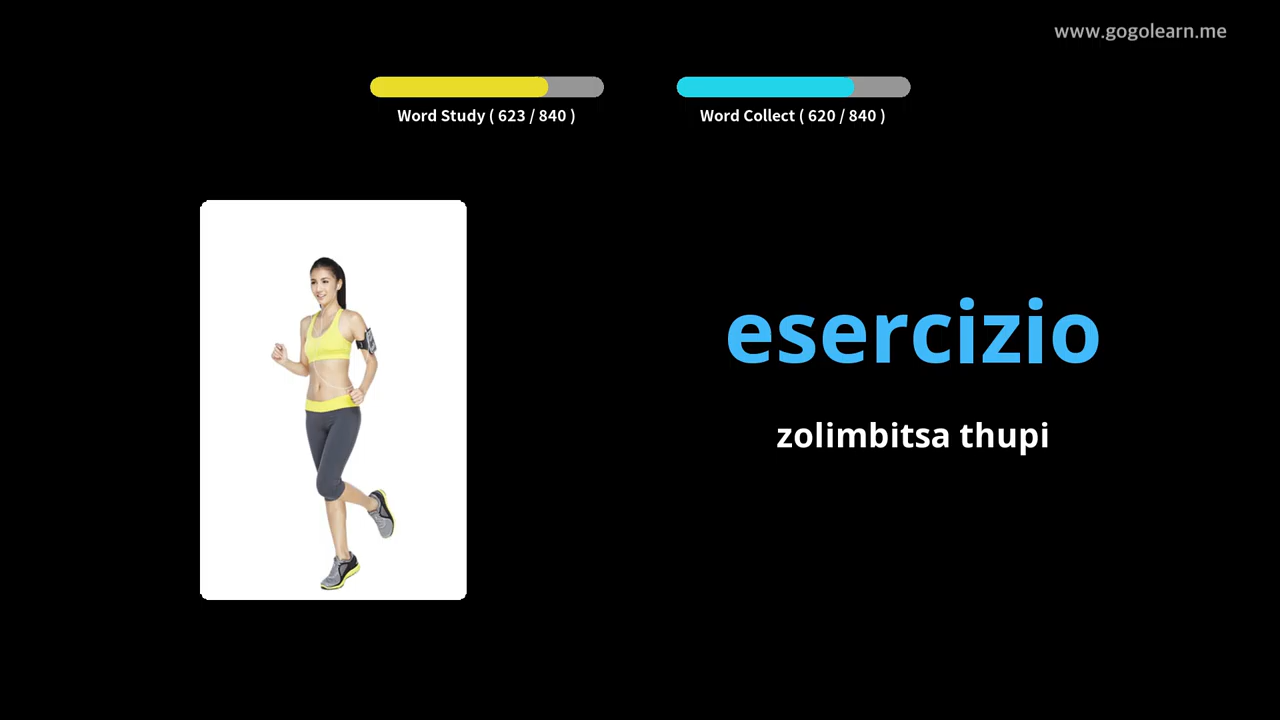 www.gogolearn.me
Word Study ( 623 / 840 )
Word Collect ( 620 / 840 )
esercizio
zolimbitsa thupi